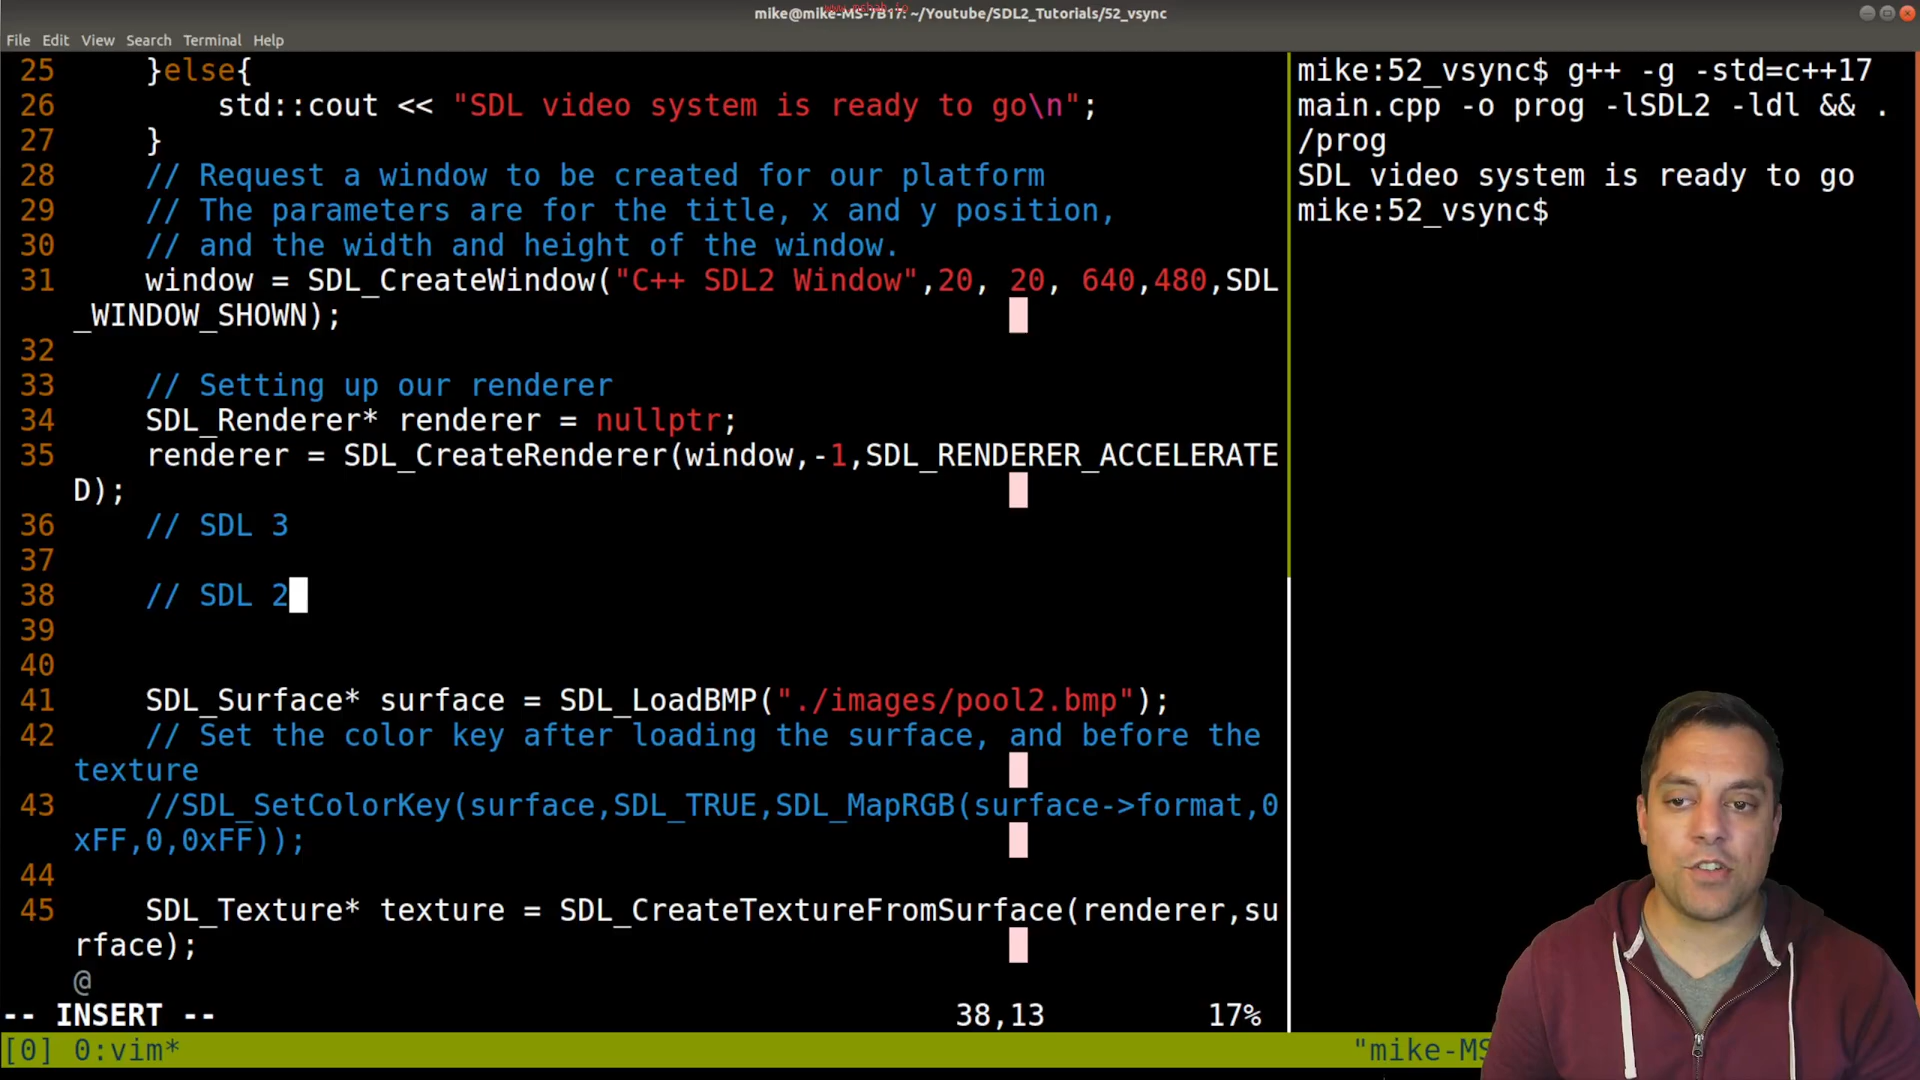 www.mshah.io
mike@mike-MS-7B17: ~/Youtube/SDL2_Tutorials/52_vsync
File Edit View Search Terminal Help
25 }else{
26 std::cout << "SDL video system is ready to go\n";
27 }
28 // Request a window to be created for our platform
29 // The parameters are for the title, x and y position,
30 // and the width and height of the window.
31 window = SDL_CreateWindow("C++ SDL2 Window",20, 20, 640,480,SDL
_WINDOW_SHOWN);
32
33 // Setting up our renderer
34 SDL_Renderer* renderer = nullptr;
35 renderer = SDL_CreateRenderer(window,-1,SDL_RENDERER_ACCELERATE
D);
36 // SDL 3
37
38 // SDL 2
39
40
41 SDL_Surface* surface = SDL_LoadBMP("./images/pool2.bmp");
42 // Set the color key after loading the surface, and before the
texture
43 //SDL_SetColorKey(surface,SDL_TRUE,SDL_MapRGB(surface->format,0
xFF,0,0xFF));
44
45 SDL_Texture* texture = SDL_CreateTextureFromSurface(renderer,su
rface);
@
-- INSERT -- 38,13 17%
[0] 0:vim* "mike-MS
mike:52_vsync$ g++ -g -std=c++17
main.cpp -o prog -lSDL2 -ldl && .
/prog
SDL video system is ready to go
mike:52_vsync$